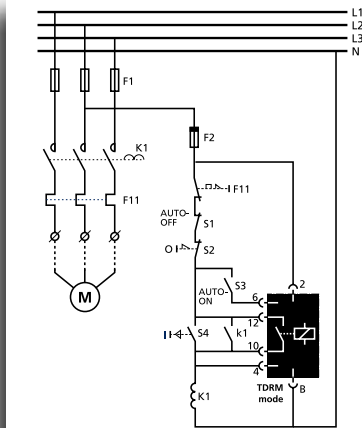 L1
L2
L3
N
F1
F2
K1
F11
F11
AUTO-
OFF
S1
O
S2
M
S3
AUTO-
ON
6
2
12
I
S4
k1
10
4
TDRM
mode
B
K1